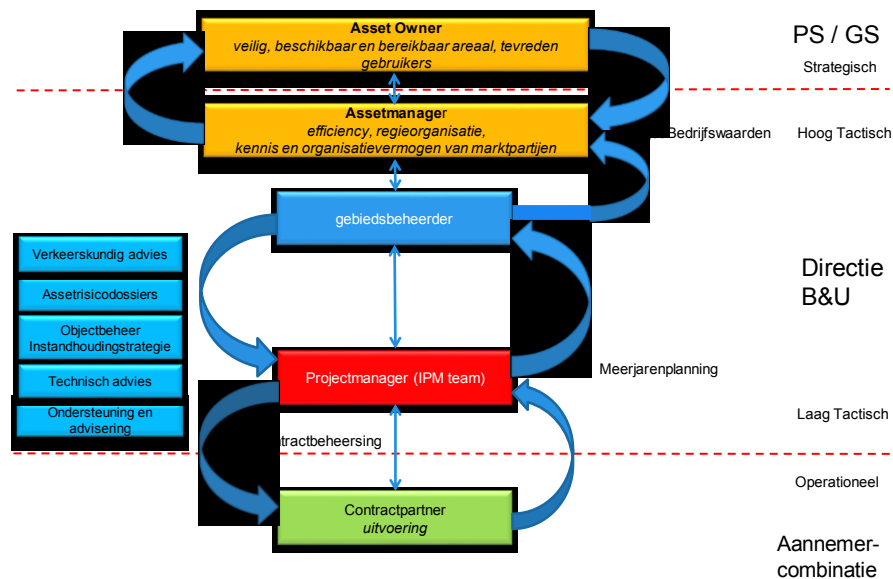 Asset Owner
veilig, beschikbaar en bereikbaar areaal, tevreden
gebruikers
PS / GS
Strategisch
Assetmanager
efficiency, regieorganisatie,
kennis en organisatievermogen van marktpartijen
Bedrijfswaarden
Hoog Tactisch
gebiedsbeheerder
Verkeerskundig advies
Assetrisicodossiers
Objectbeheer
Instandhoudingstrategie
Technisch advies
Ondersteuning en
advisering
Directie
B&U
Projectmanager (IPM team)
Meerjarenplanning
Laag Tactisch
ntractbeheersing
Operationeel
Contractpartner
uitvoering
Aannemer-
combinatie